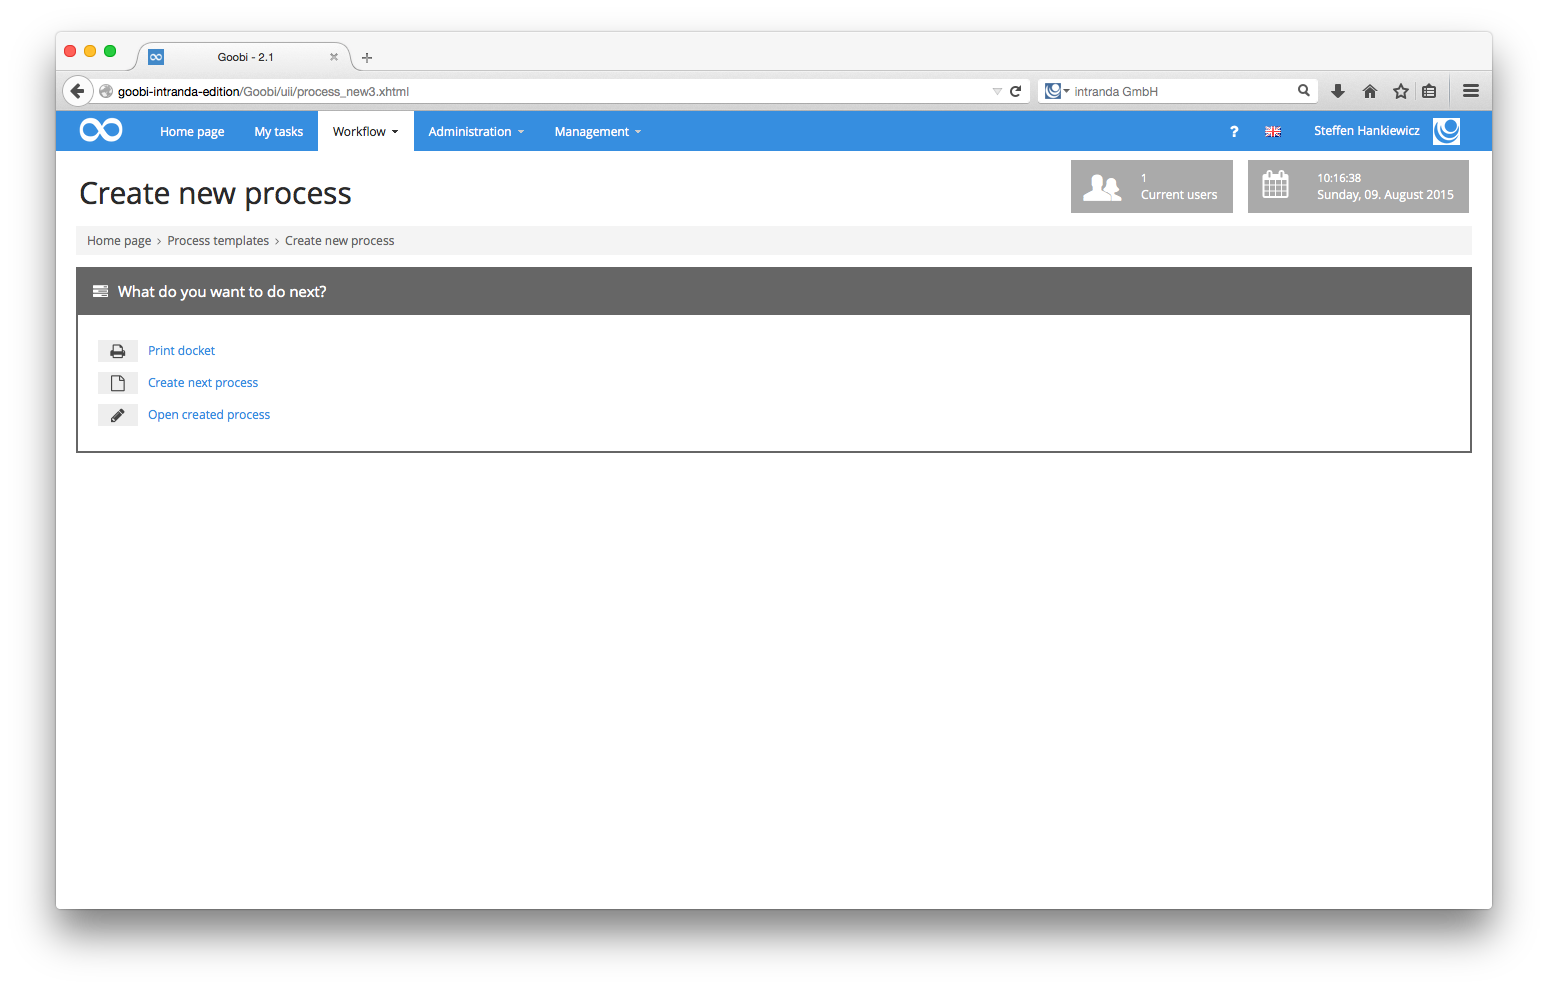 Goobi - 2.1
goobi-intranda-edition/Goobi/uii/process_new3.xhtml
intranda GmbH
Home page
My tasks
Workflow
Administration
Management
?
Steffen Hankiewicz
Create new process
1
Current users
10:16:38
Sunday, 09. August 2015
Home page › Process templates › Create new process
What do you want to do next?
Print docket
Create next process
Open created process